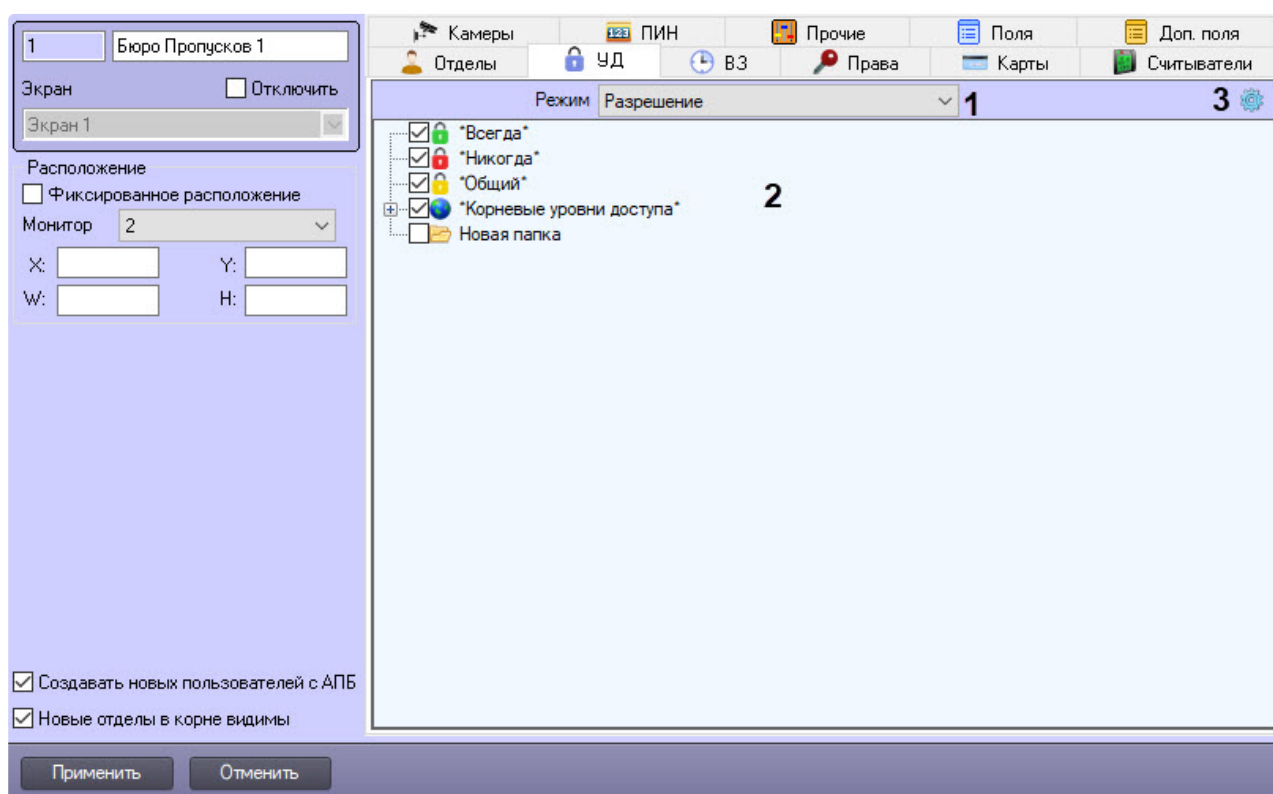 1 Бюро Пропусков 1
Экран Отключить
Экран 1
Расположение
Фиксированное расположение
Монитор 2
X: Y:
W: H:
Создавать новых пользователей с АПБ
Новые отделы в корне видимы
Применить Отменить
Камеры 123 ПИН Прочие Поля Доп. поля
Отделы УД ВЗ Права Карты Считыватели
Режим Разрешение 1 3
*Всегда*
*Никогда*
*Общий*
*Корневые уровни доступа*
Новая папка
2